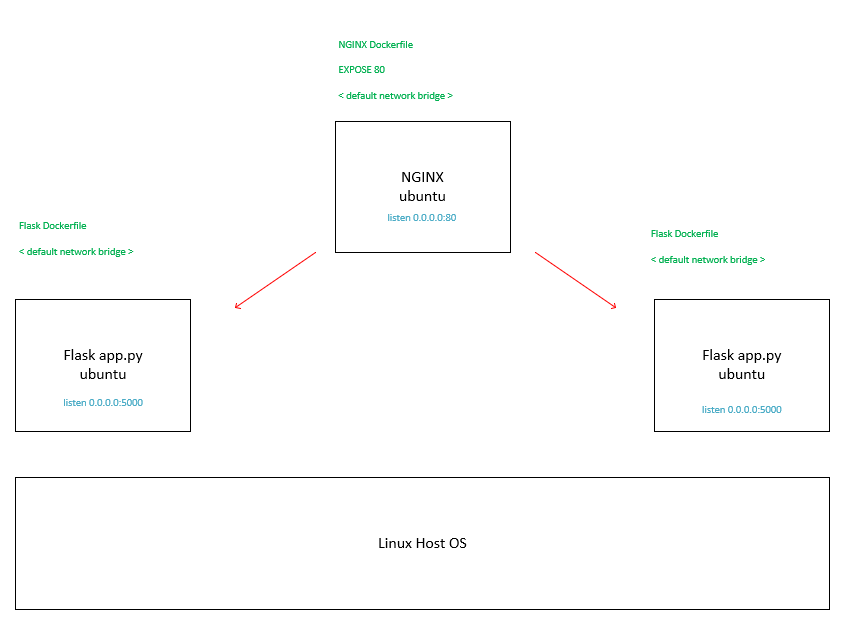 NGINX Dockerfile
EXPOSE 80
< default network bridge >
NGINX
ubuntu
listen 0.0.0.0:80
Flask Dockerfile
< default network bridge >
Flask app.py
ubuntu
listen 0.0.0.0:5000
Flask Dockerfile
< default network bridge >
Flask app.py
ubuntu
listen 0.0.0.0:5000
Linux Host OS